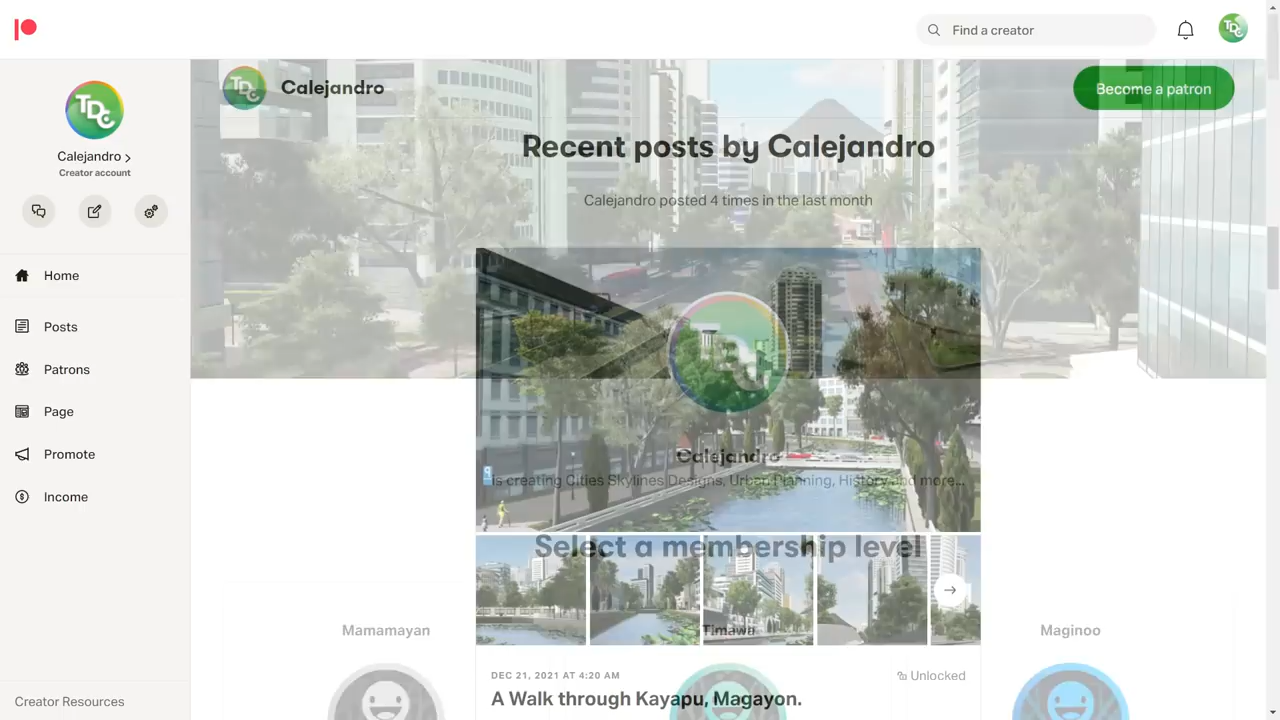 Find a creator
TDC
TDC
Calejandro
Become a patron
TDC
Recent posts by Calejandro
Calejandro
Creator account
Calejandro posted 4 times in the last month
Home
Posts
Patrons
Page
Promote
Income
Calejandro
is creating Cities Skylines Designs, Urban Planning, History and more...
Select a membership level
Mamamayan
Timawa
Maginoo
DEC 21, 2021 AT 4:20 AM
Unlocked
A Walk through Kayapu, Magayon.
Creator Resources